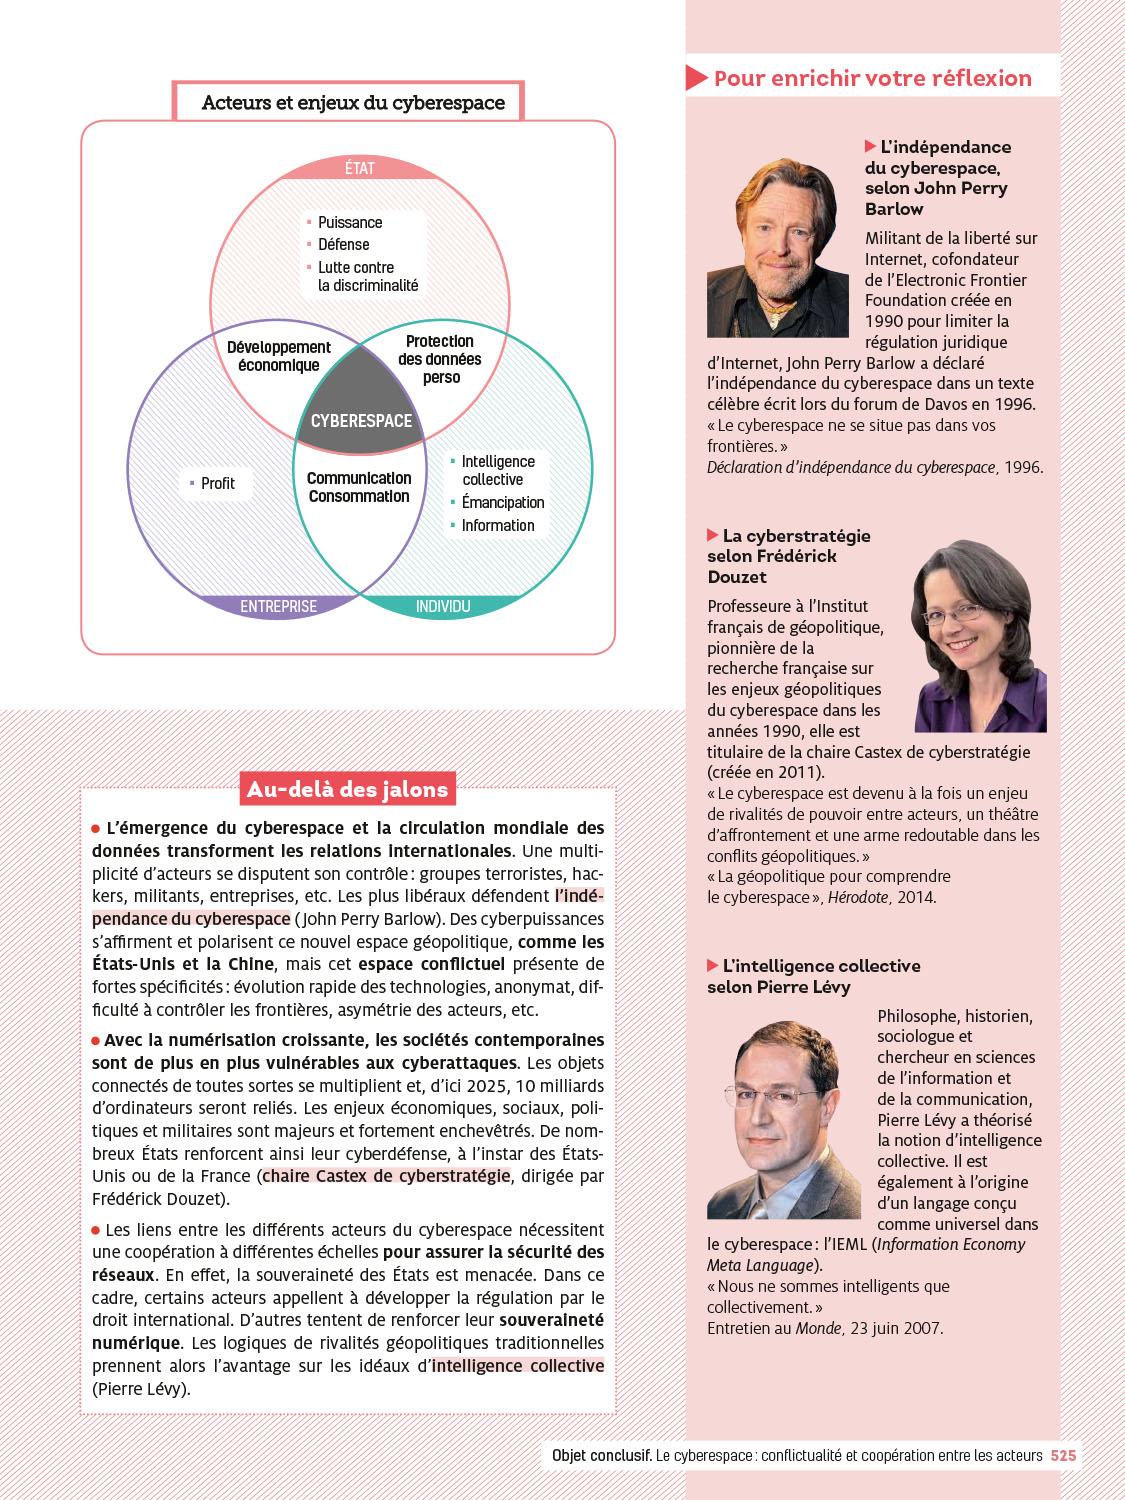 Acteurs et enjeux du cyberespace
ÉTAT
▪ Puissance
▪ Défense
▪ Lutte contre
la discriminalité
Développement
économique
Protection
des données
perso
CYBERESPACE
▪ Profit
Communication
Consommation
▪ Intelligence
collective
▪ Émancipation
▪ Information
ENTREPRISE
INDIVIDU
Au-delà des jalons
● L’émergence du cyberespace et la circulation mondiale des
données transforment les relations internationales. Une multi-
plicité d’acteurs se disputent son contrôle : groupes terroristes, hac-
kers, militants, entreprises, etc. Les plus libéraux défendent l’indé-
pendance du cyberespace (John Perry Barlow). Des cyberpuissances
s’affirment et polarisent ce nouvel espace géopolitique, comme les
États-Unis et la Chine, mais cet espace conflictuel présente de
fortes spécificités : évolution rapide des technologies, anonymat, dif-
ficulté à contrôler les frontières, asymétrie des acteurs, etc.
● Avec la numérisation croissante, les sociétés contemporaines
sont de plus en plus vulnérables aux cyberattaques. Les objets
connectés de toutes sortes se multiplient et, d’ici 2025, 10 milliards
d’ordinateurs seront reliés. Les enjeux économiques, sociaux, poli-
tiques et militaires sont majeurs et fortement enchevêtrés. De nom-
breux États renforcent ainsi leur cyberdéfense, à l’instar des États-
Unis ou de la France (chaire Castex de cyberstratégie, dirigée par
Frédérick Douzet).
● Les liens entre les différents acteurs du cyberespace nécessitent
une coopération à différentes échelles pour assurer la sécurité des
réseaux. En effet, la souveraineté des États est menacée. Dans ce
cadre, certains acteurs appellent à développer la régulation par le
droit international. D’autres tentent de renforcer leur souveraineté
numérique. Les logiques de rivalités géopolitiques traditionnelles
prennent alors l’avantage sur les idéaux d’intelligence collective
(Pierre Lévy).
Pour enrichir votre réflexion
L’indépendance
du cyberespace,
selon John Perry
Barlow
Militant de la liberté sur
Internet, cofondateur
de l’Electronic Frontier
Foundation créée en
1990 pour limiter la
régulation juridique
d’Internet, John Perry Barlow a déclaré
l’indépendance du cyberespace dans un texte
célèbre écrit lors du forum de Davos en 1996.
« Le cyberespace ne se situe pas dans vos
frontières. »
Déclaration d’indépendance du cyberespace, 1996.
La cyberstratégie
selon Frédérick
Douzet
Professeure à l’Institut
français de géopolitique,
pionnière de la
recherche française sur
les enjeux géopolitiques
du cyberespace dans les
années 1990, elle est
titulaire de la chaire Castex de cyberstratégie
(créée en 2011).
« Le cyberespace est devenu à la fois un enjeu
de rivalités de pouvoir entre acteurs, un théâtre
d’affrontement et une arme redoutable dans les
conflits géopolitiques. »
« La géopolitique pour comprendre
le cyberespace », Hérodote, 2014.
L’intelligence collective
selon Pierre Lévy
Philosophe, historien,
sociologue et
chercheur en sciences
de l’information et
de la communication,
Pierre Lévy a théorisé
la notion d’intelligence
collective. Il est
également à l’origine
d’un langage conçu
comme universel dans
le cyberespace : l’IEML (Information Economy
Meta Language).
« Nous ne sommes intelligents que
collectivement. »
Entretien au Monde, 23 juin 2007.
Objet conclusif. Le cyberespace : conflictualité et coopération entre les acteurs 525